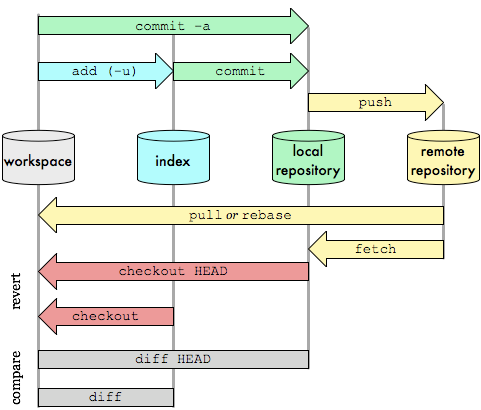 commit -a
add (-u)
commit
push
workspace
index
local
repository
remote
repository
pull or rebase
fetch
revert
checkout HEAD
checkout
compare
diff HEAD
diff